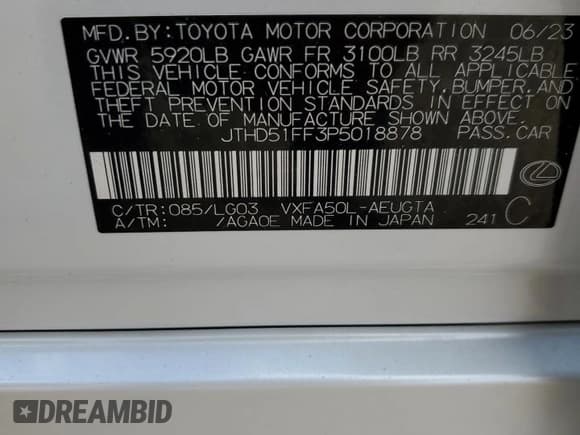 MFD. BY: TOYOTA MOTOR CORPORATION 06/23
GVWR 5920LB GAWR FR 3100LB RR 3245LB
THIS VEHICLE CONFORMS TO ALL APPLICABLE
FEDERAL MOTOR VEHICLE SAFETY, BUMPER, AND
THEFT PREVENTION STANDARDS IN EFFECT ON
THE DATE OF MANUFACTURE SHOWN ABOVE.
JTHD51FF3P5018878 PASS. CAR
C/TR: 085/LG03 VXFA50L-AEUGTA
A/TM: /AGA0E MADE IN JAPAN 241 C
DREAMBID